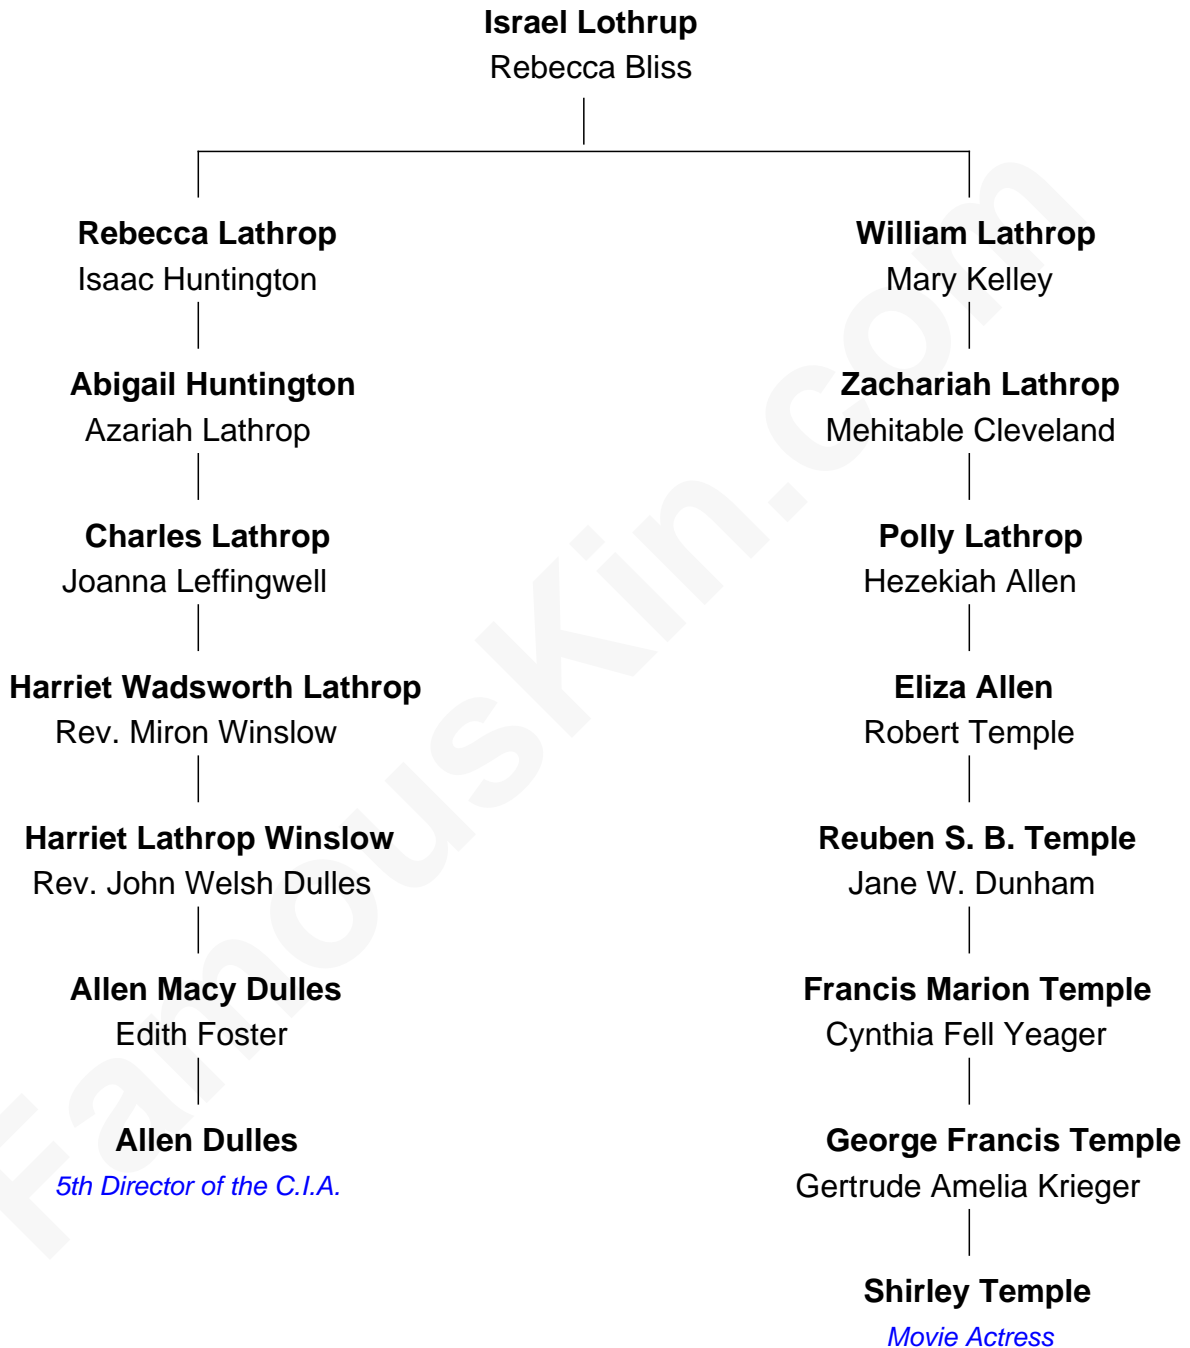 Israel Lothrup
Rebecca Bliss
Rebecca Lathrop
Isaac Huntington
William Lathrop
Mary Kelley
Abigail Huntington
Azariah Lathrop
Zachariah Lathrop
Mehitable Cleveland
Charles Lathrop
Joanna Leffingwell
Polly Lathrop
Hezekiah Allen
Harriet Wadsworth Lathrop
Rev. Miron Winslow
Eliza Allen
Robert Temple
Harriet Lathrop Winslow
Rev. John Welsh Dulles
Reuben S. B. Temple
Jane W. Dunham
Allen Macy Dulles
Edith Foster
Francis Marion Temple
Cynthia Fell Yeager
Allen Dulles
5th Director of the C.I.A.
George Francis Temple
Gertrude Amelia Krieger
Shirley Temple
Movie Actress
FamousKin.com